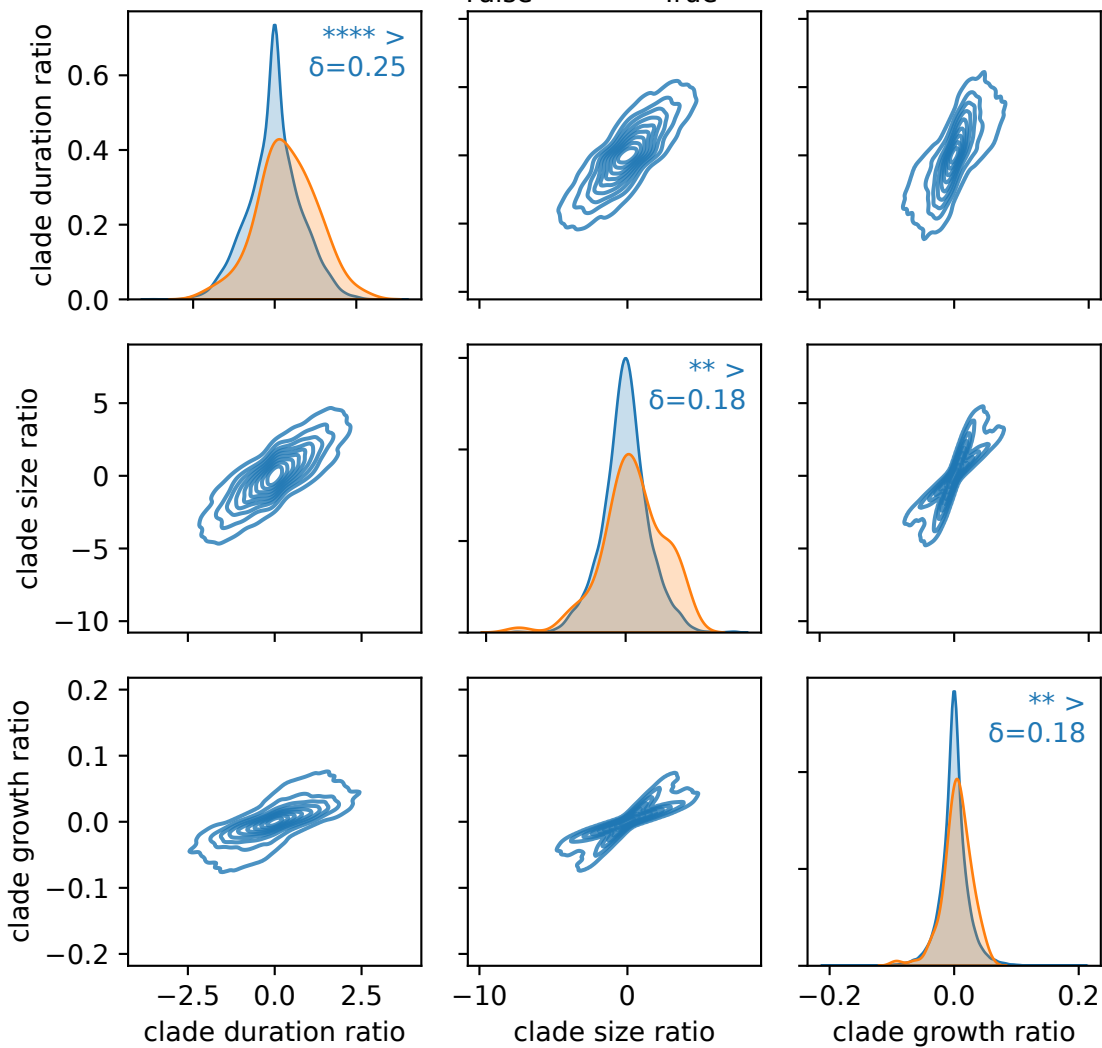 clade duration ratio
0.6
0.4
0.2
0.0
**** >
δ=0.25
clade size ratio
5
0
−5
−10
** >
δ=0.18
clade growth ratio
0.2
0.1
0.0
−0.1
−0.2
** >
δ=0.18
−2.5 0.0 2.5
−10 0
−0.2 0.0 0.2
clade duration ratio
clade size ratio
clade growth ratio